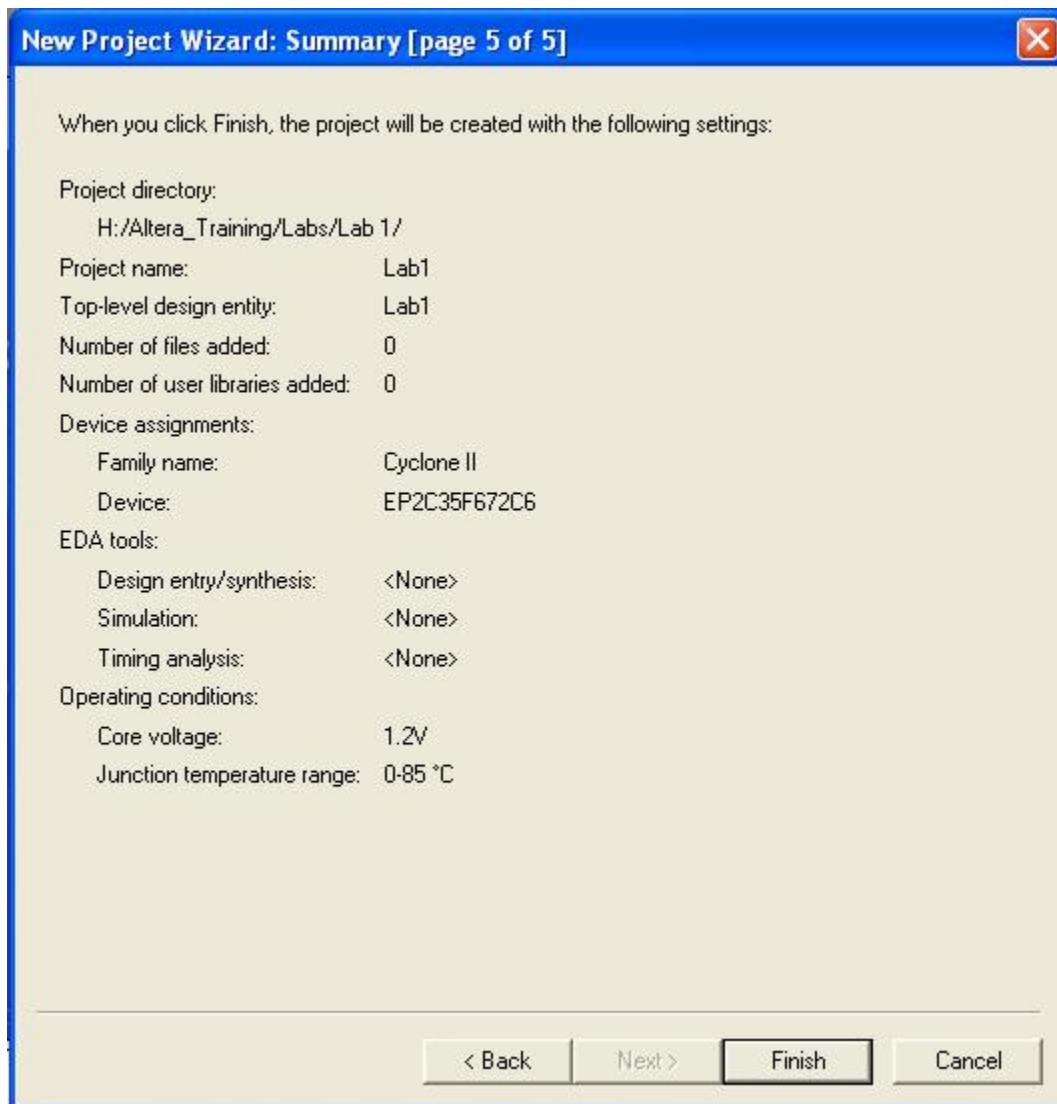 New Project Wizard: Summary [page 5 of 5]
When you click Finish, the project will be created with the following settings:
Project directory:
H:/Altera_Training/Labs/Lab 1/
Project name: Lab1
Top-level design entity: Lab1
Number of files added: 0
Number of user libraries added: 0
Device assignments:
Family name: Cyclone II
Device: EP2C35F672C6
EDA tools:
Design entry/synthesis: <None>
Simulation: <None>
Timing analysis: <None>
Operating conditions:
Core voltage: 1.2V
Junction temperature range: 0-85 °C
< Back Next > Finish Cancel